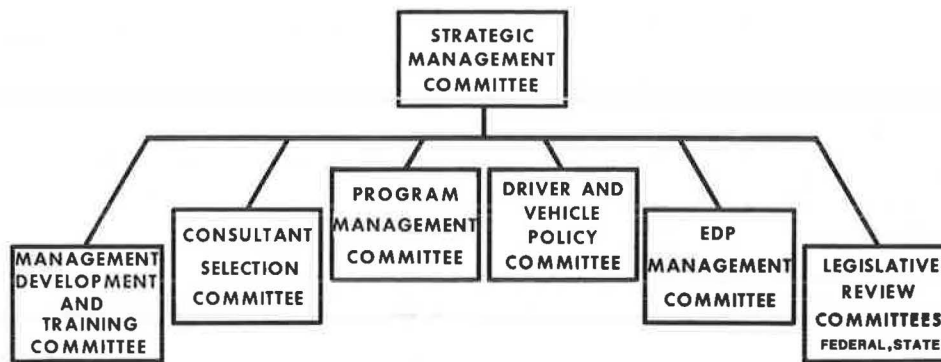 STRATEGIC
MANAGEMENT
COMMITTEE
MANAGEMENT
DEVELOPMENT
AND
TRAINING
COMMITTEE
CONSULTANT
SELECTION
COMMITTEE
PROGRAM
MANAGEMENT
COMMITTEE
DRIVER AND
VEHICLE
POLICY
COMMITTEE
EDP
MANAGEMENT
COMMITTEE
LEGISLATIVE
REVIEW
COMMITTEES
FEDERAL,STATE